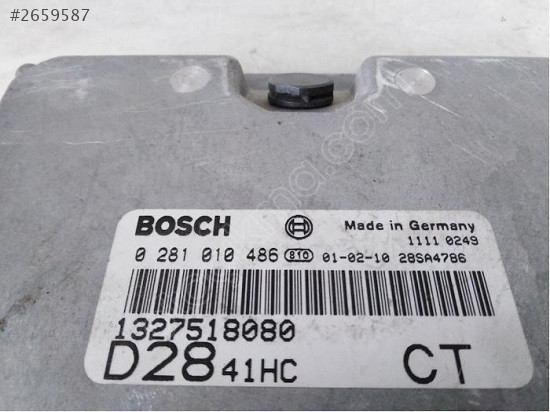 #2659587
BOSCH Made in Germany
1111 0249
0 281 010 486 810 01-02-10 28SA4786
1327518080
D28 41HC CT